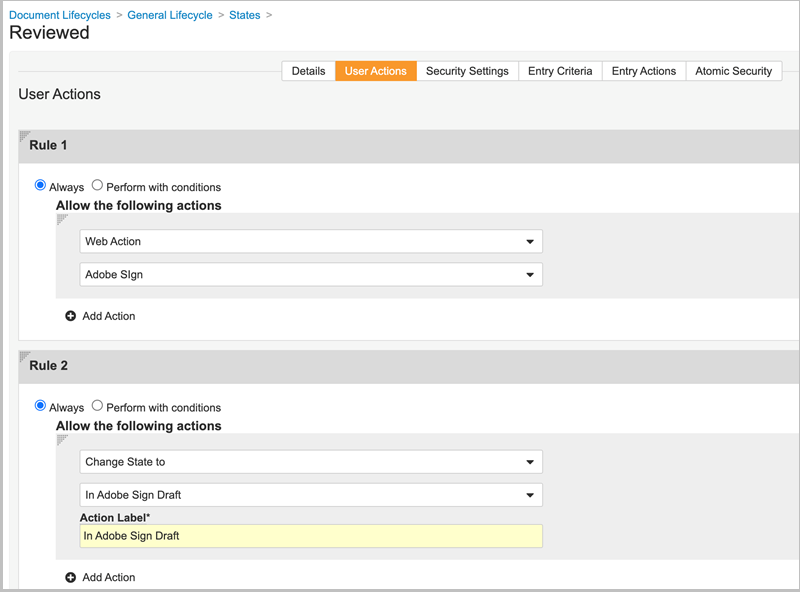 Document Lifecycles > General Lifecycle > States >
Reviewed
Details User Actions Security Settings Entry Criteria Entry Actions Atomic Security
User Actions
Rule 1
Always Perform with conditions
Allow the following actions
Web Action
Adobe SIgn
Add Action
Rule 2
Always Perform with conditions
Allow the following actions
Change State to
In Adobe Sign Draft
Action Label*
In Adobe Sign Draft
Add Action